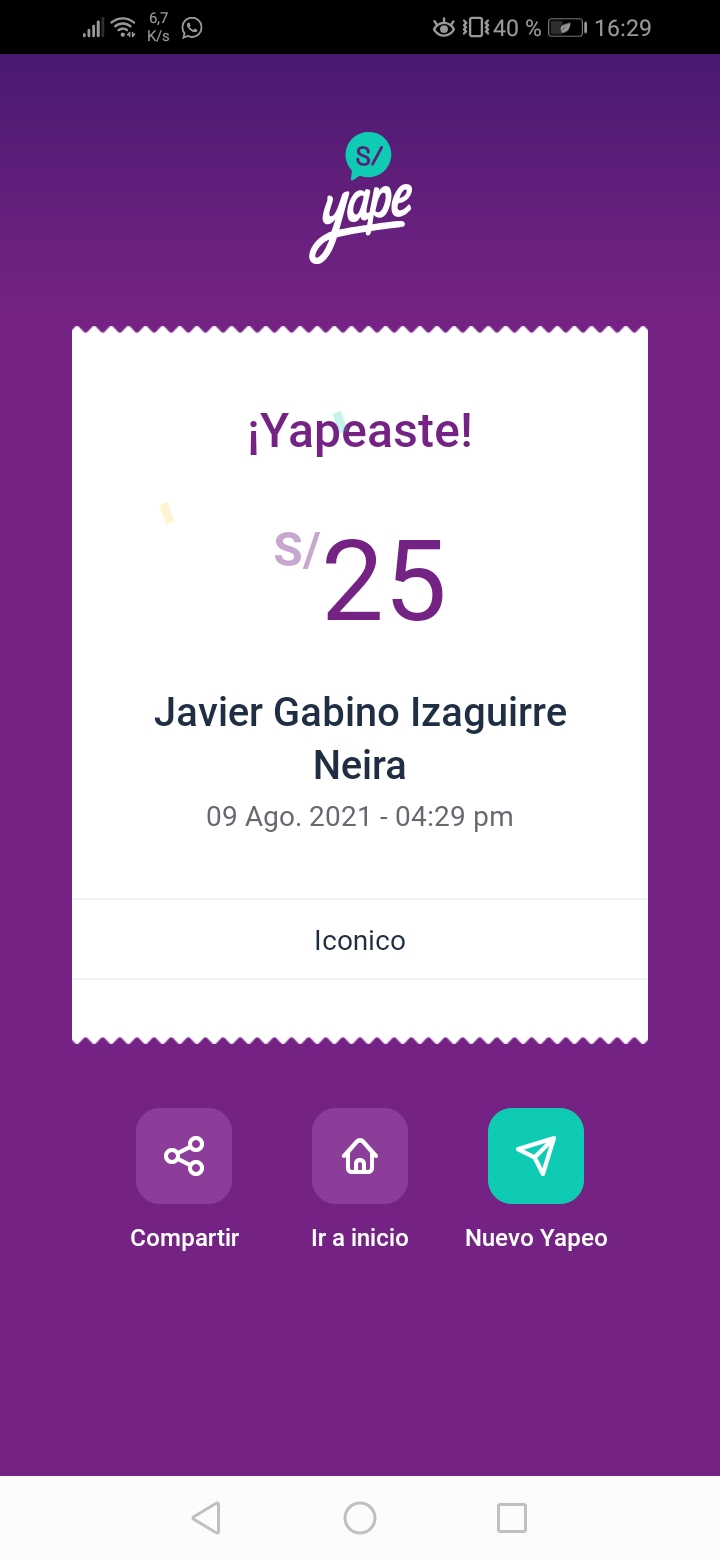 6,7
K/s
40 %
16:29
S/
yape
¡Yapeaste!
S/25
Javier Gabino Izaguirre
Neira
09 Ago. 2021 - 04:29 pm
Iconico
Compartir
Ir a inicio
Nuevo Yapeo